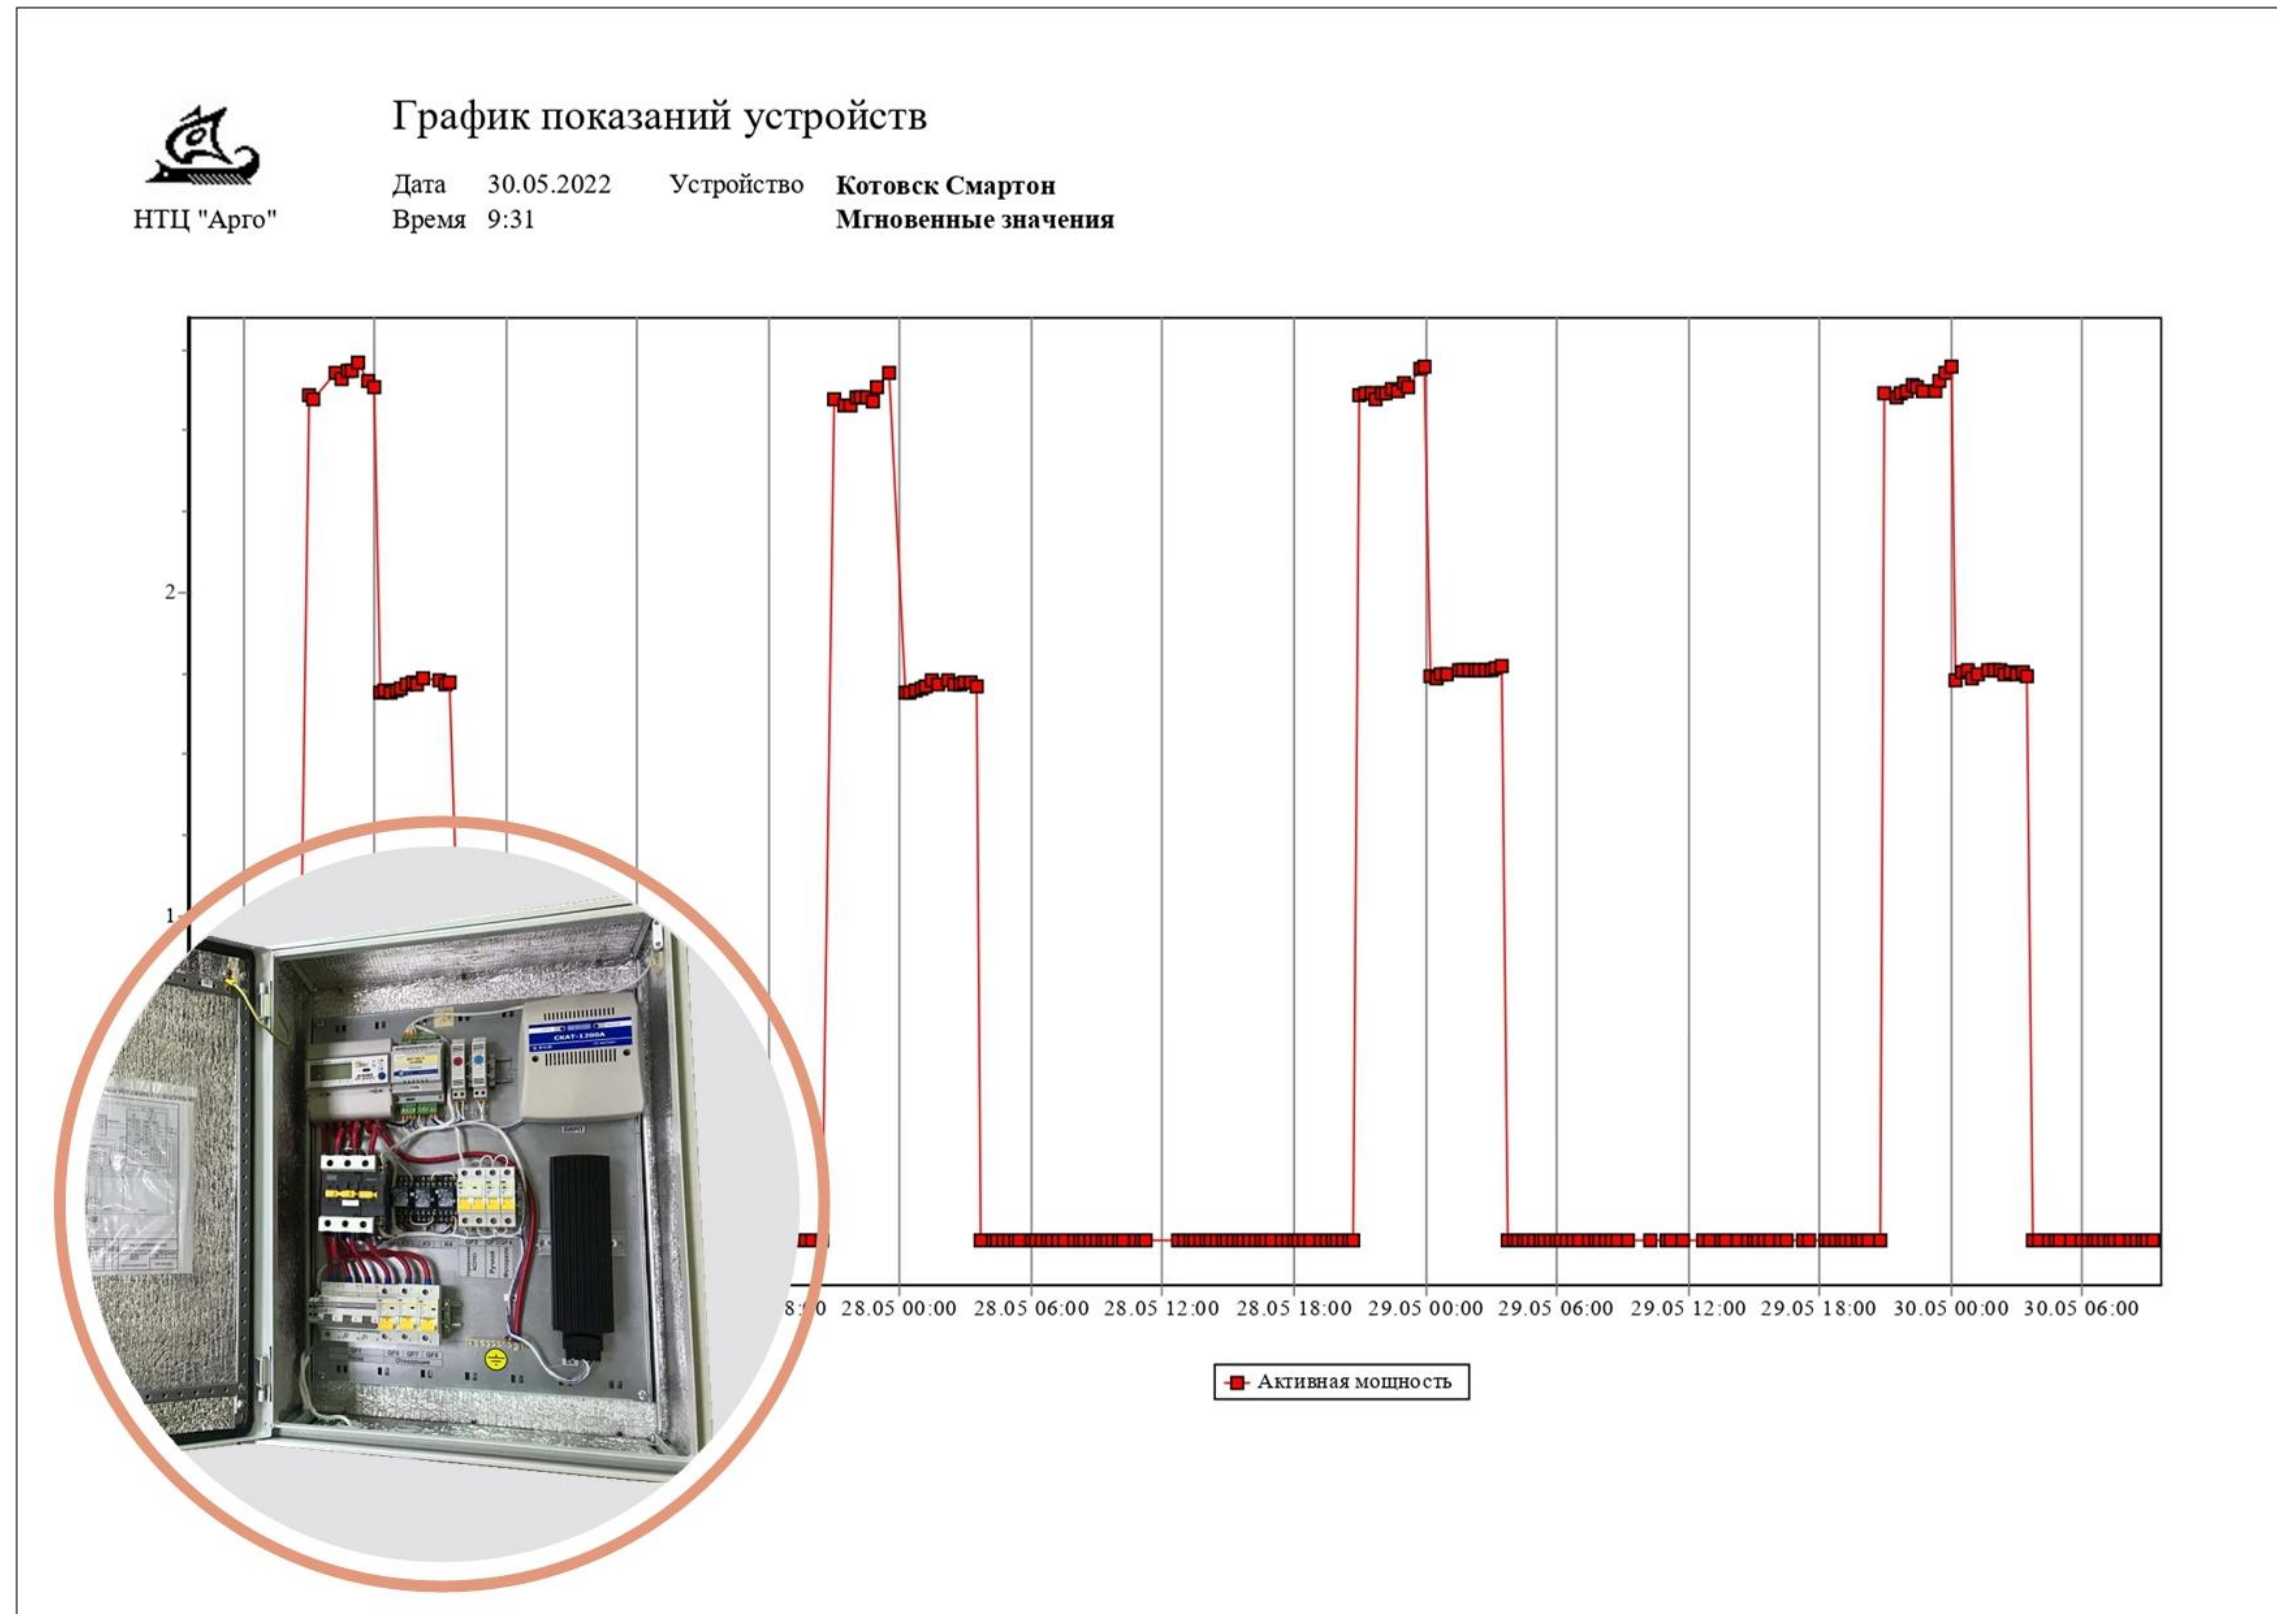 График показаний устройств
Дата 30.05.2022 Устройство Котовск Смартон
НТЦ "Арго" Время 9:31 Мгновенные значения
2
1
СКАТ-1200А
QF6 QF7 QF8
28.05 00:00 28.05 06:00 28.05 12:00 28.05 18:00 29.05 00:00 29.05 06:00 29.05 12:00 29.05 18:00 30.05 00:00 30.05 06:00
Активная мощность